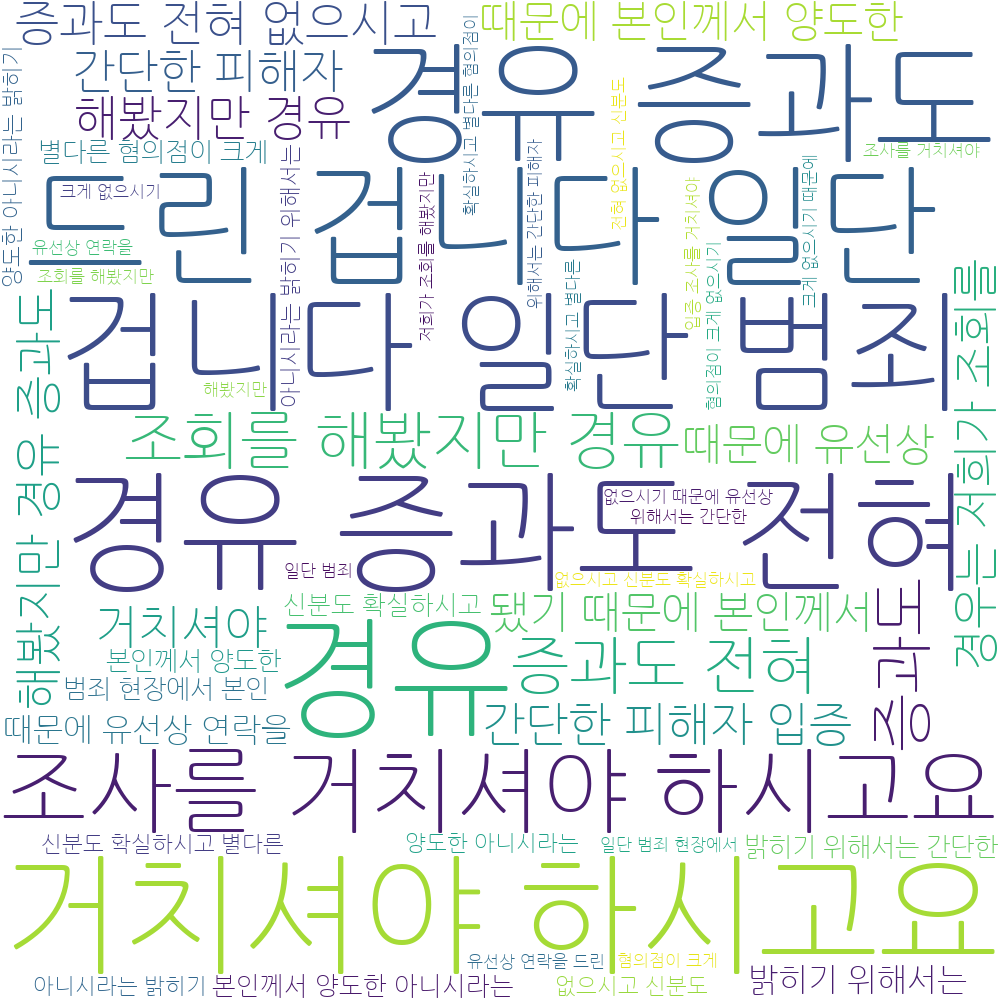 증과도 전혀 없으시고
때문에 본인께서 양도한
간단한 피해자
경유 증과도
해봤지만 경유
별다른 혐의점이 크게
조사를 거치셔야
드린 겁니다 일단
크게 없으시기
유선상 연락을
조회를 해봤지만
양도한 아니시라는 밝히기
아니시라는 밝히기 위해서는
저희가 조회를 해봤지만
확실하시고 별다른 혐의점이
위해서는 간단한 피해자
확실하시고 별다른
전혀 없으시고 신분도
입증 조사를 거치셔야
혐의점이 크게 없으시기
크게 없으시기 때문에
겁니다 일단 범죄
해봤지만
조회를 해봤지만 경유
때문에 유선상
해봤지만 경유 증과도
경우는 저희가 조회를
경유 증과도 전혀
없으시기 때문에 유선상
위해서는 간단한
일단 범죄
없으시고 신분도 확실하시고
신분도 확실하시고
됐기 때문에 본인께서
거치셔야
경유
증과도 전혀
증과도
본인께서 양도한
범죄 현장에서 본인
때문에 유선상 연락을
간단한 피해자 입증
조사를 거치셔야 하시고요
신분도 확실하시고 별다른
양도한 아니시라는
일단 범죄 현장에서
밝히기 위해서는 간단한
거치셔야 하시고요
유선상 연락을 드린
혐의점이 크게
아니시라는 밝히기
본인께서 양도한 아니시라는
없으시고 신분도
밝히기 위해서는